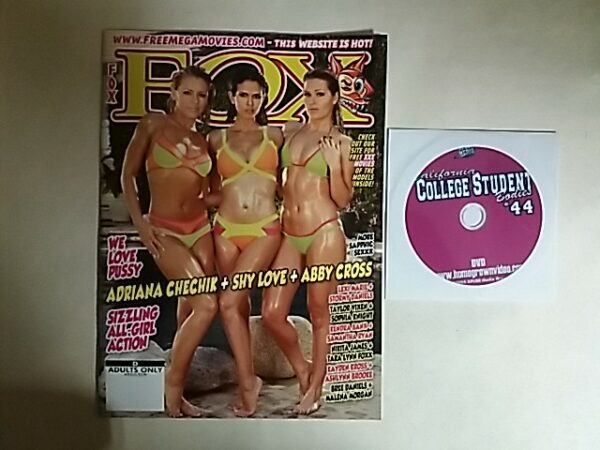 WWW.FREEMEGAMOVIES.COM - THIS WEBSITE IS HOT!
FOX
FOX
CHECK
OUT OUR
SITE FOR
FREE XXX
MOVIES
OF THE
MODELS
INSIDE!
MORE
SAPPHIC
SEXXX
WE
LOVE
PUSSY
ADRIANA CHECHIK + SHY LOVE + ABBY CROSS
SIZZLING
ALL-GIRL
ACTION
LEXI MARIE +
STORMY DANIELS
TAYLOR VIXEN +
SOPHIA KNIGHT
SAMANTHA RYAN
NIKITA JAMES +
TARA LYNN FOXX
KAYDEN KROSS +
ASHLYNN BROOKE
BREE DANIELS +
MALENA MORGAN
ADULTS ONLY
California
COLLEGE STUDENT
Bodies
44
DVD
www.homegrownvideo.com